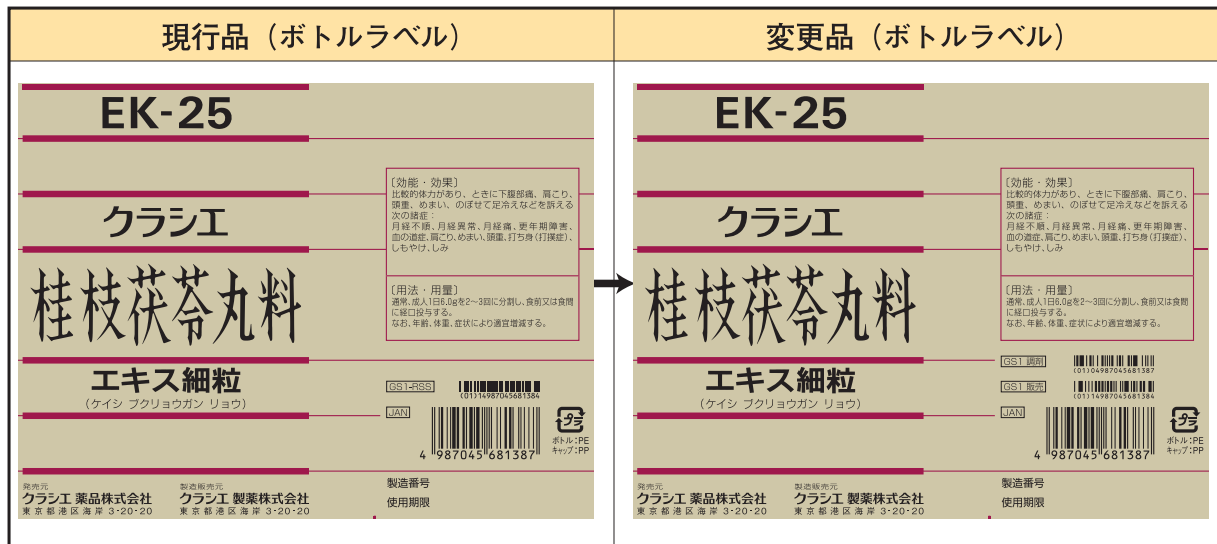 現行品（ボトルラベル）
EK-25
クラシエ
桂枝茯苓丸料
エキス細粒
（ケイシ ブクリョウガン リョウ）
発売元
クラシエ 薬品株式会社
東京都港区海岸 3-20-20
製造販売元
クラシエ 製薬株式会社
東京都港区海岸 3-20-20
〔効能・効果〕
比較的体力があり、ときに下腹部痛、肩こり、
頭重、めまい、のぼせて足冷えなどを訴える
次の諸症：
月経不順、月経異常、月経痛、更年期障害、
血の道症、肩こり、めまい、頭重、打ち身（打撲症）、
しもやけ、しみ
〔用法・用量〕
通常、成人1日6.0gを2〜3回に分割し、食前又は食間
に経口投与する。
なお、年齢、体重、症状により適宜増減する。
GS1-RSS
(01)14987045681384
JAN
4 987045 681387
プラ
ボトル:PE
キャップ:PP
製造番号
使用期限
変更品（ボトルラベル）
EK-25
クラシエ
桂枝茯苓丸料
エキス細粒
（ケイシ ブクリョウガン リョウ）
発売元
クラシエ 薬品株式会社
東京都港区海岸 3-20-20
製造販売元
クラシエ 製薬株式会社
東京都港区海岸 3-20-20
〔効能・効果〕
比較的体力があり、ときに下腹部痛、肩こり、
頭重、めまい、のぼせて足冷えなどを訴える
次の諸症：
月経不順、月経異常、月経痛、更年期障害、
血の道症、肩こり、めまい、頭重、打ち身（打撲症）、
しもやけ、しみ
〔用法・用量〕
通常、成人1日6.0gを2〜3回に分割し、食前又は食間
に経口投与する。
なお、年齢、体重、症状により適宜増減する。
GS1 調剤
(01)04987045681387
GS1 販売
(01)14987045681384
JAN
4 987045 681387
プラ
ボトル:PE
キャップ:PP
製造番号
使用期限